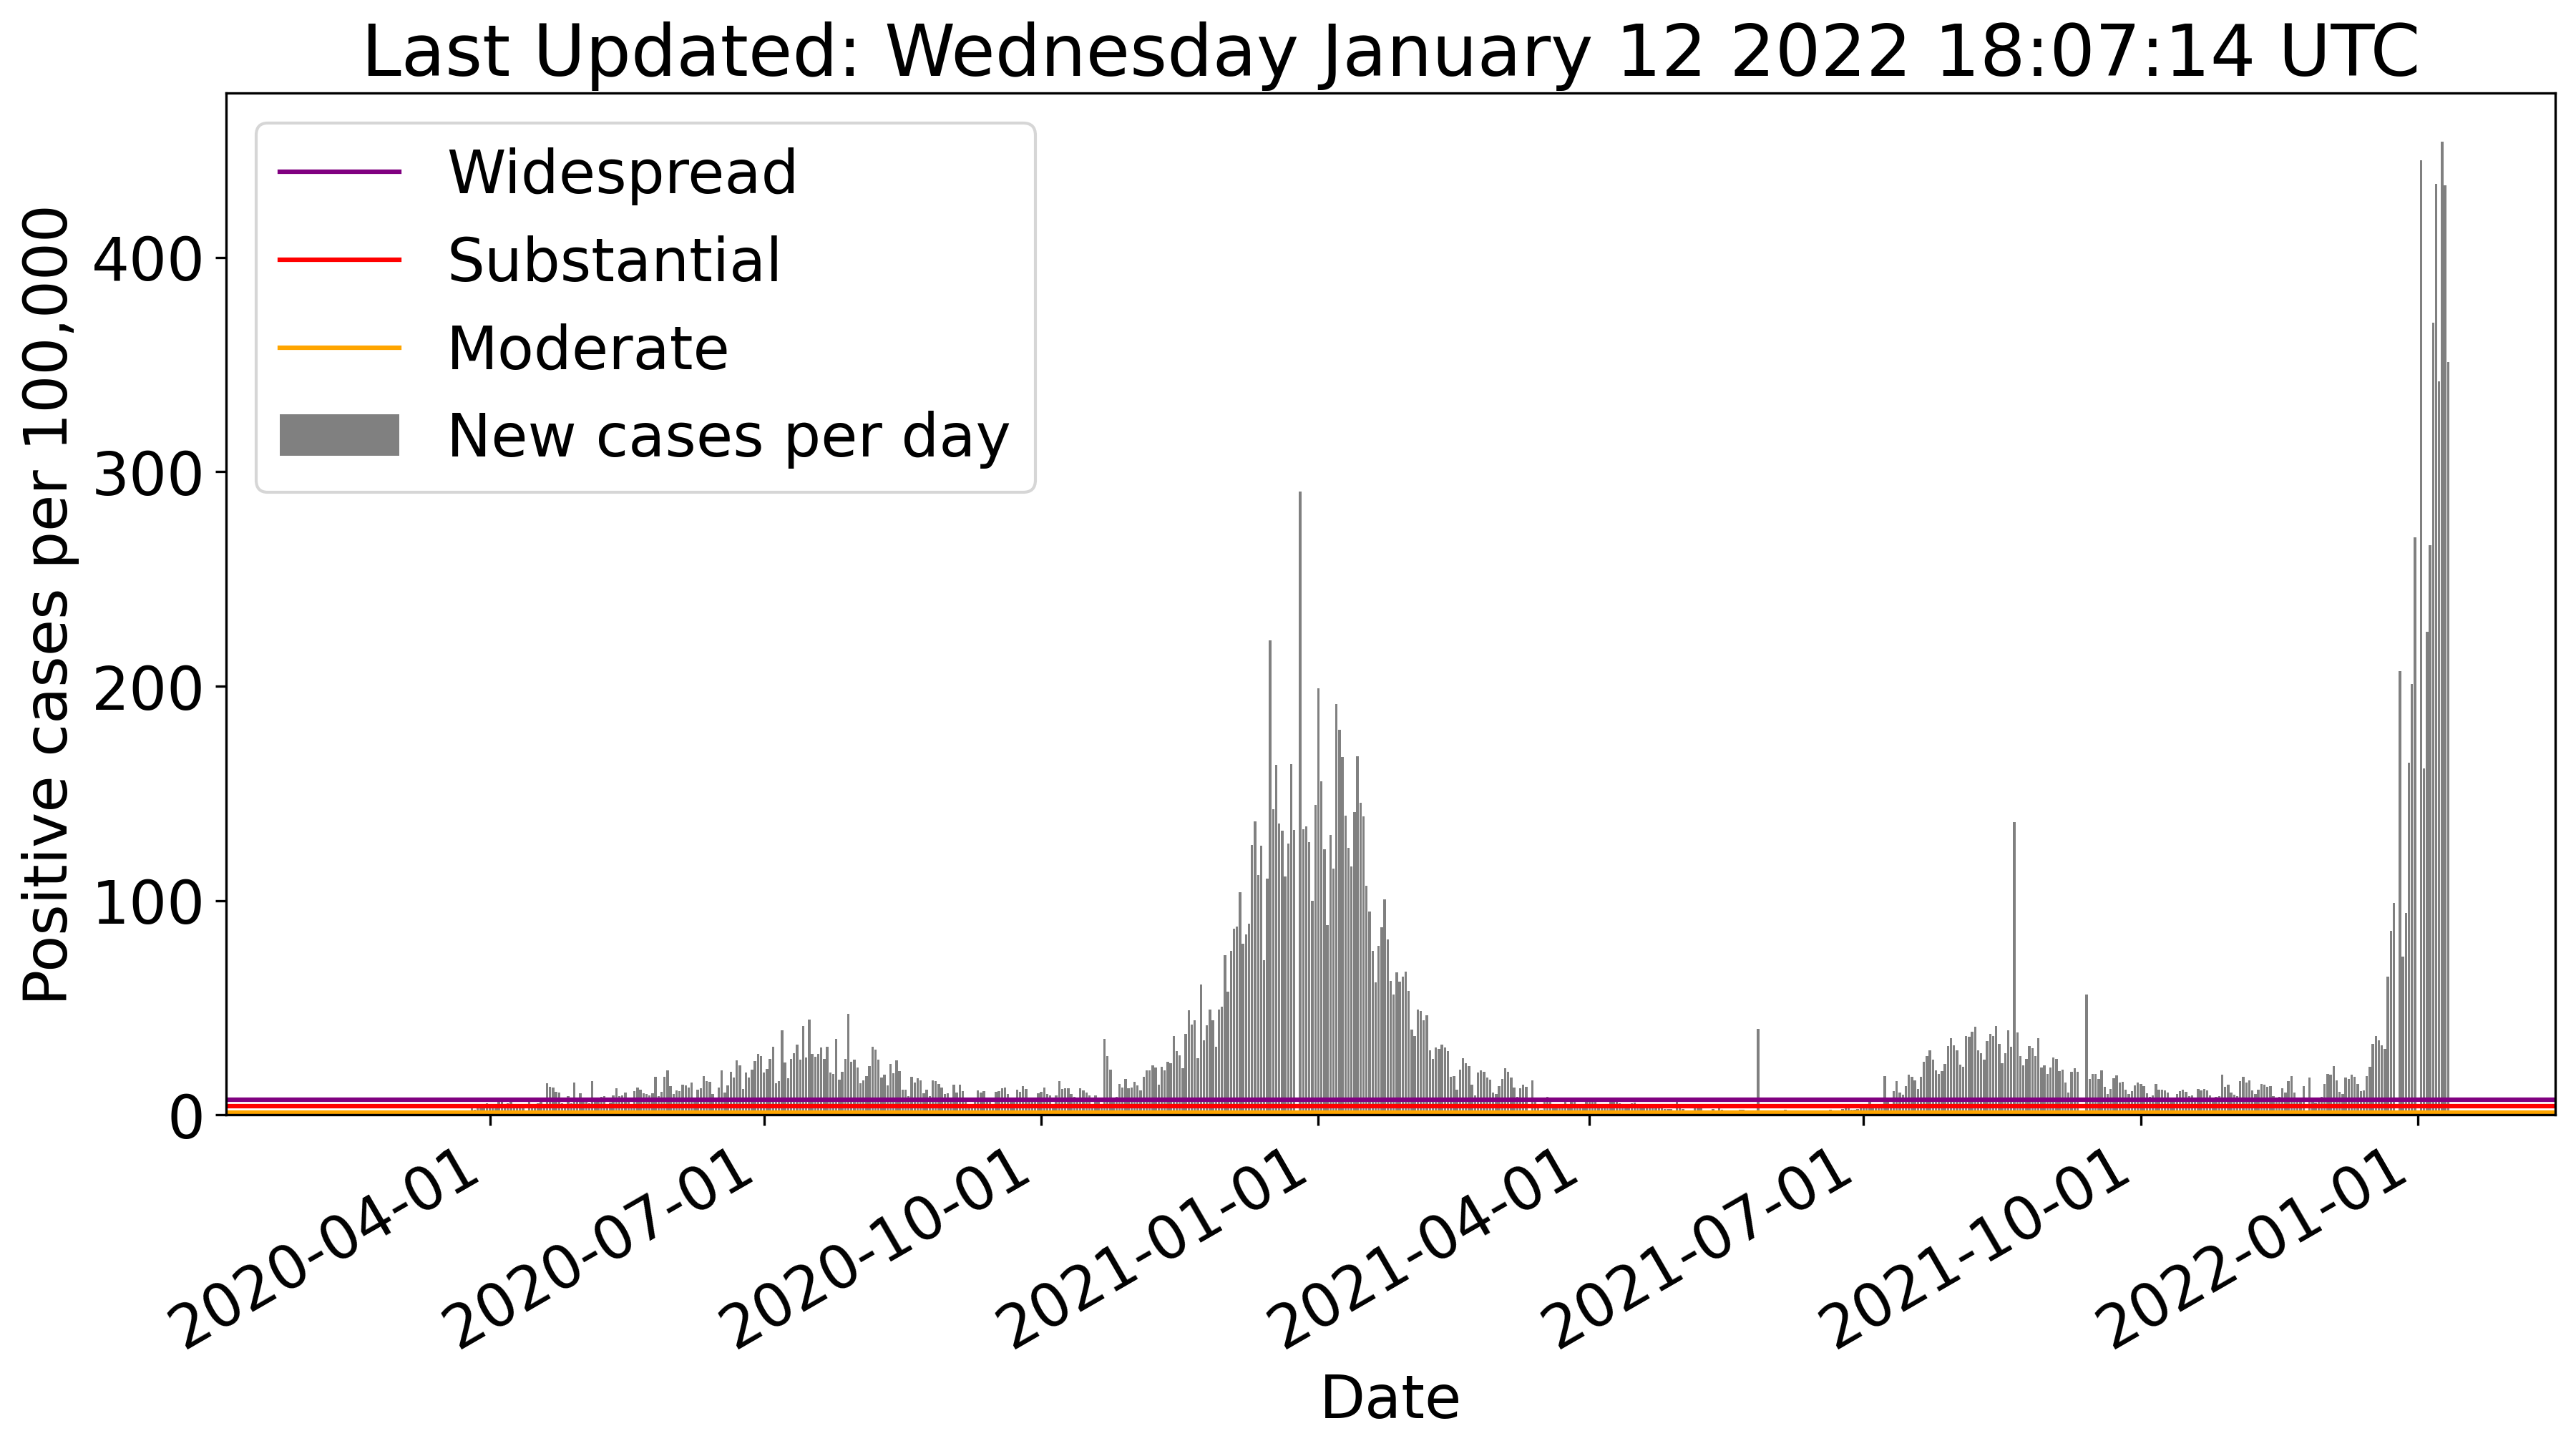 Last Updated: Wednesday January 12 2022 18:07:14 UTC
Widespread
Substantial
Moderate
New cases per day
Positive cases per 100,000
400
300
200
100
0
2020-04-01
2020-07-01
2020-10-01
2021-01-01
2021-04-01
2021-07-01
2021-10-01
2022-01-01
Date